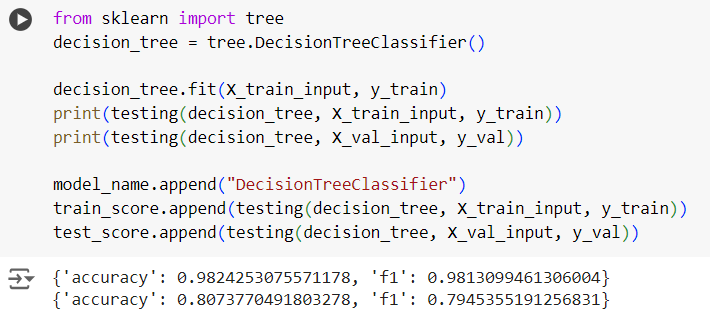 from sklearn import tree
decision_tree = tree.DecisionTreeClassifier()
decision_tree.fit(X_train_input, y_train)
print(testing(decision_tree, X_train_input, y_train))
print(testing(decision_tree, X_val_input, y_val))
model_name.append("DecisionTreeClassifier")
train_score.append(testing(decision_tree, X_train_input, y_train))
test_score.append(testing(decision_tree, X_val_input, y_val))
{'accuracy': 0.9824253075571178, 'f1': 0.9813099461306004}
{'accuracy': 0.8073770491803278, 'f1': 0.7945355191256831}